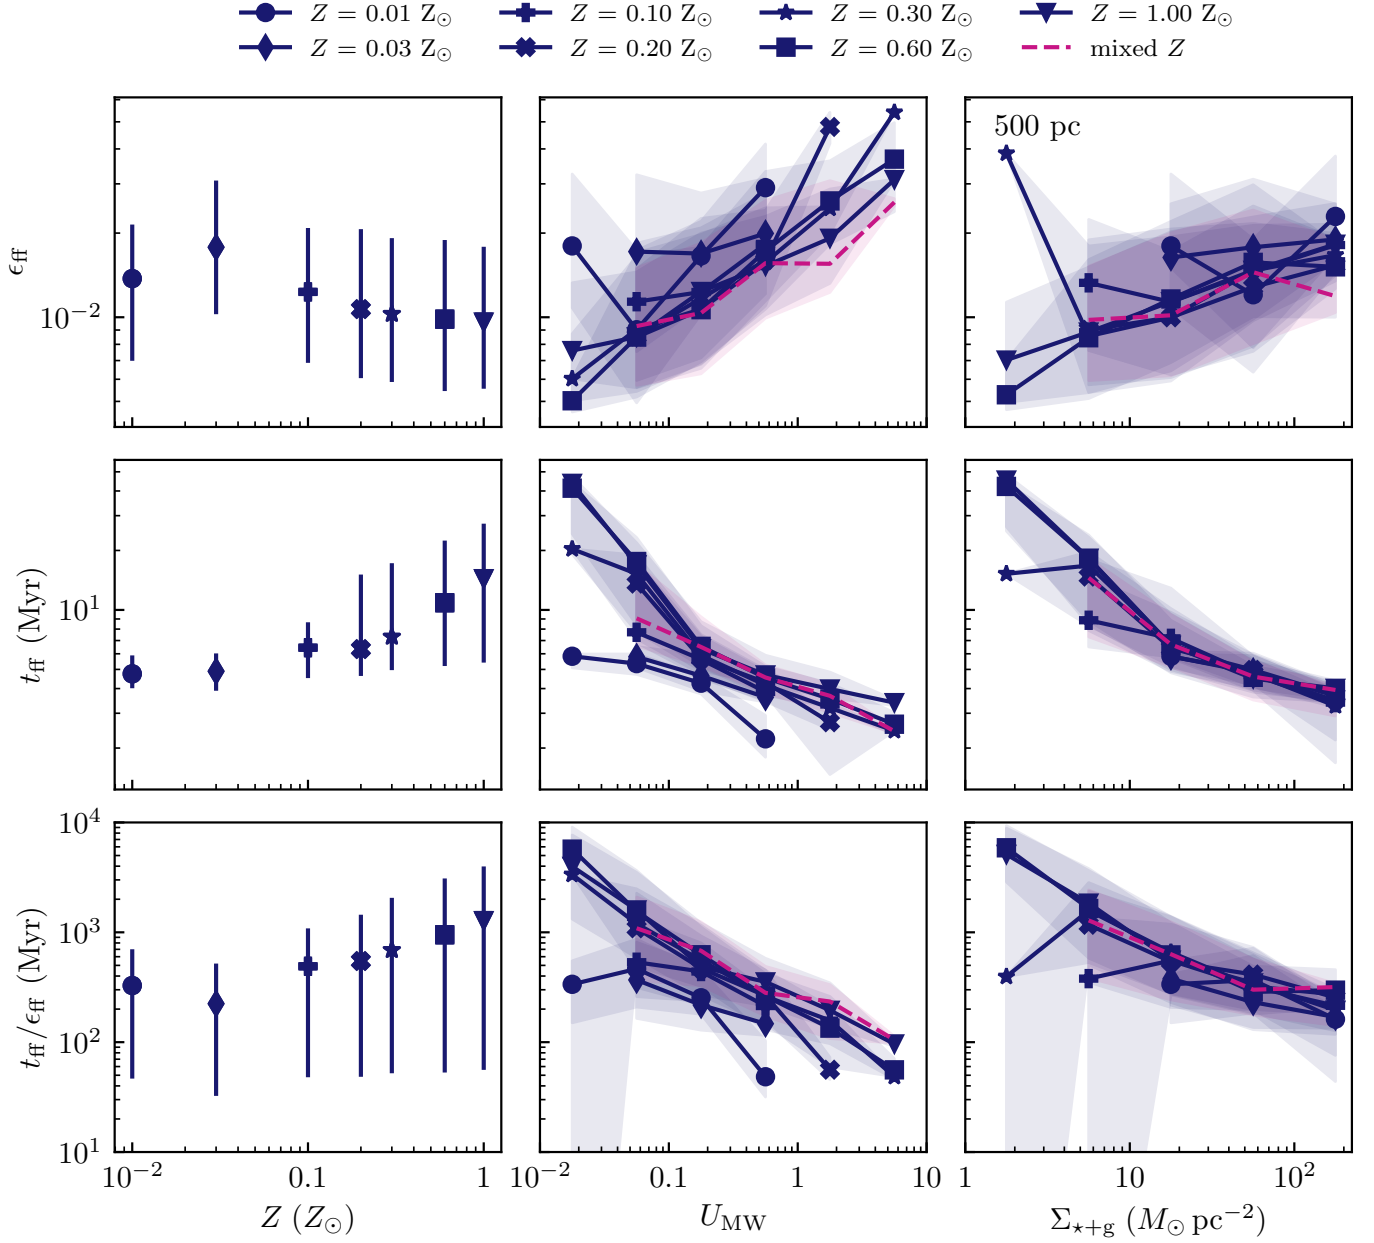 Z = 0.01 Z⊙ Z = 0.10 Z⊙ Z = 0.30 Z⊙ Z = 1.00 Z⊙
Z = 0.03 Z⊙ Z = 0.20 Z⊙ Z = 0.60 Z⊙ mixed Z
500 pc
ϵff
10⁻²
tff (Myr)
10¹
tff/ϵff (Myr)
10⁴
10³
10²
10¹
10⁻² 0.1 1 10⁻² 0.1 1 10 1 10 10²
Z (Z⊙) UMW Σ⋆+g (M⊙ pc⁻²)